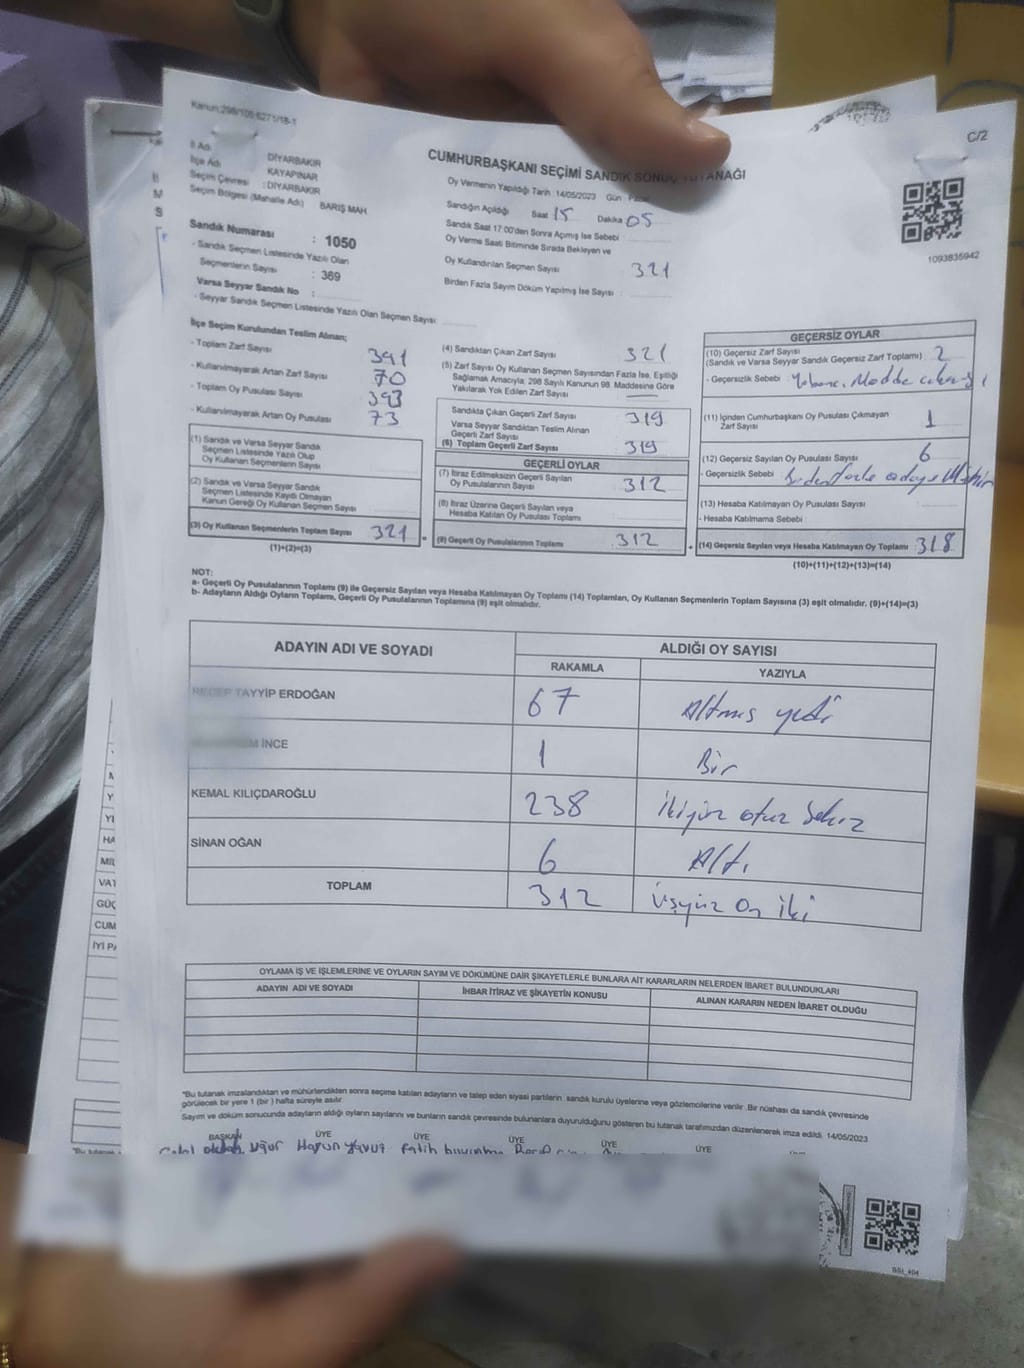 Kanun:298/105 6271/18-1
C/2
İl Adı DİYARBAKIR
İlçe Adı KAYAPINAR
Seçim Çevresi : DİYARBAKIR
Seçim Bölgesi (Mahalle Adı) BARIŞ MAH
Sandık Numarası : 1050
- Sandık Seçmen Listesinde Yazılı Olan
Seçmenlerin Sayısı : 369
Varsa Seyyar Sandık No :
- Seyyar Sandık Seçmen Listesinde Yazılı Olan Seçmen Sayısı
CUMHURBAŞKANI SEÇİMİ SANDIK SONUÇ TUTANAĞI
Oy Vermenin Yapıldığı Tarih :14/05/2023 Gün :
Sandığın Açıldığı Saat 15 Dakika 05
Sandık Saat 17:00'den Sonra Açılmış İse Sebebi :
Oy Verme Saati Bitiminde Sırada Bekleyen ve
Oy Kullandırılan Seçmen Sayısı 321
Birden Fazla Sayım Döküm Yapılmış İse Sayısı :
1093835942
İlçe Seçim Kurulundan Teslim Alınan;
- Toplam Zarf Sayısı 391
- Kullanılmayarak Artan Zarf Sayısı 70
- Toplam Oy Pusulası Sayısı 393
- Kullanılmayarak Artan Oy Pusulası 73
(1) Sandık ve Varsa Seyyar Sandık
Seçmen Listesinde Yazılı Olup
Oy Kullanan Seçmenlerin Sayısı
(2) Sandık ve Varsa Seyyar Sandık
Seçmen Listesinde Kaydı Olmayan
Kanun Gereği Oy Kullanan Seçmen Sayısı
(3) Oy Kullanan Seçmenlerin Toplam Sayısı 321
(1)+(2)=(3)
(4) Sandıktan Çıkan Zarf Sayısı 321
(5) Zarf Sayısı Oy Kullanan Seçmen Sayısından Fazla İse, Eşitliği
Sağlamak Amacıyla, 298 Sayılı Kanunun 98. Maddesine Göre
Yakılarak Yok Edilen Zarf Sayısı :
Sandıkta Çıkan Geçerli Zarf Sayısı 319
Varsa Seyyar Sandıktan Teslim Alınan
Geçerli Zarf Sayısı
(6) Toplam Geçerli Zarf Sayısı 319
GEÇERLİ OYLAR
(7) İtiraz Edilmeksizin Geçerli Sayılan
Oy Pusulalarının Sayısı 312
(8) İtiraz Üzerine Geçerli Sayılan veya
Hesaba Katılan Oy Pusulası Toplamı
(9) Geçerli Oy Pusulalarının Toplamı 312
GEÇERSİZ OYLAR
(10) Geçersiz Zarf Sayısı 2
(Sandık ve Varsa Seyyar Sandık Geçersiz Zarf Toplamı)
- Geçersizlik Sebebi : Yabancı Madde
(11) İçinden Cumhurbaşkanı Oy Pusulası Çıkmayan
Zarf Sayısı 1
(12) Geçersiz Sayılan Oy Pusulası Sayısı 6
- Geçersizlik Sebebi : Birden fazla adaya
(13) Hesaba Katılmayan Oy Pusulası Sayısı
- Hesaba Katılmama Sebebi
(14) Geçersiz Sayılan veya Hesaba Katılmayan Oy Toplamı : 318
(10)+(11)+(12)+(13)=(14)
NOT:
a- Geçerli Oy Pusulalarının Toplamı (9) ile Geçersiz Sayılan veya Hesaba Katılmayan Oy Toplamı (14) Toplamları, Oy Kullanan Seçmenlerin Toplam Sayısına (3) eşit olmalıdır. (9)+(14)=(3)
b- Adayların Aldığı Oyların Toplamı, Geçerli Oy Pusulalarının Toplamına (9) eşit olmalıdır.
ADAYIN ADI VE SOYADI ALDIĞI OY SAYISI
RAKAMLA YAZIYLA
RECEP TAYYİP ERDOĞAN 67 Altmış yedi
İNCE 1 Bir
KEMAL KILIÇDAROĞLU 238 ikiyüz otuz sekiz
SİNAN OĞAN 6 Altı
TOPLAM 312 üçyüz on iki
OYLAMA İŞ VE İŞLEMLERİNE VE OYLARIN SAYIM VE DÖKÜMÜNE DAİR ŞİKAYETLERLE BUNLARA AİT KARARLARIN NELERDEN İBARET BULUNDUKLARI
ADAYIN ADI VE SOYADI İHBAR İTİRAZ VE ŞİKAYETİN KONUSU ALINAN KARARIN NEDEN İBARET OLDUĞU
*Bu tutanak imzalandıktan ve mühürlendikten sonra seçime katılan adayların ve talep eden siyasi partilerin sandık kurulu üyelerine veya gözlemcilerine verilir. Bir nüshası da sandık çevresinde
görülecek bir yere 1 (bir) hafta süreyle asılır.
Sayım ve döküm sonucunda adayların aldığı oyların sayılarını ve bunların sandık çevresinde bulunanlara duyurulduğunu gösteren bu tutanak tarafımızdan düzenlenerek imza edildi. 14/05/2023
BAŞKAN ÜYE ÜYE ÜYE ÜYE ÜYE
uğur Harun yavuz Fatih
HA
MİL
VAT
GÜÇ
CUM
İYİ PA